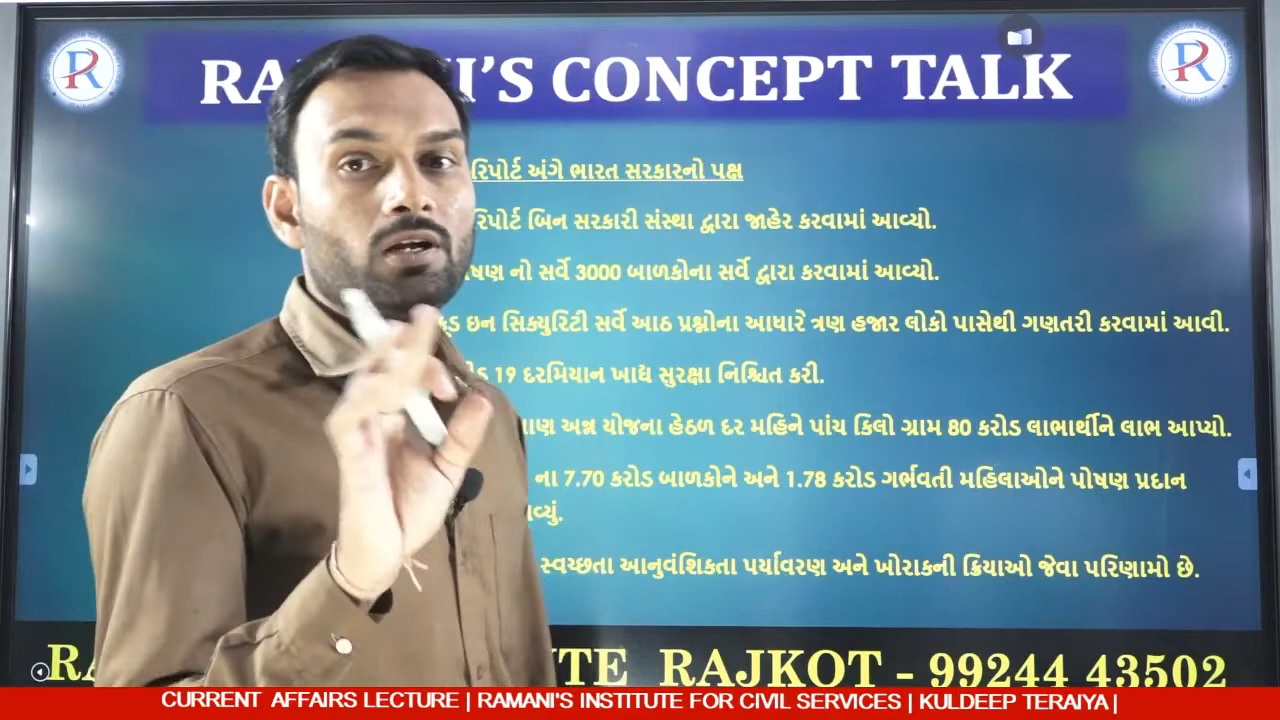 R
RA I'S CONCEPT TALK
R
રિપોર્ટ અંગે ભારત સરકારનો પક્ષ
રિપોર્ટ બિન સરકારી સંસ્થા દ્વારા જાહેર કરવામાં આવ્યો.
નો સર્વે 3000 બાળકોના સર્વે દ્વારા કરવામાં આવ્યો.
ઇન સિક્યુરિટી સર્વે આઠ પ્રશ્નોના આધારે ત્રણ હજાર લોકો પાસેથી ગણતરી કરવામાં આવી.
19 દરમિયાન ખાદ્ય સુરક્ષા નિશ્ચિત કરી.
અન્ન યોજના હેઠળ દર મહિને પાંચ કિલો ગ્રામ 80 કરોડ લાભાર્થીને લાભ આપ્યો.
ના 7.70 કરોડ બાળકોને અને 1.78 કરોડ ગર્ભવતી મહિલાઓને પોષણ પ્રદાન
સ્વચ્છતા આનુવંશિકતા પર્યાવરણ અને ખોરાકની ક્રિયાઓ જેવા પરિણામો છે.
RAJKOT - 99244 43502
CURRENT AFFAIRS LECTURE | RAMANI'S INSTITUTE FOR CIVIL SERVICES | KULDEEP TERAIYA |